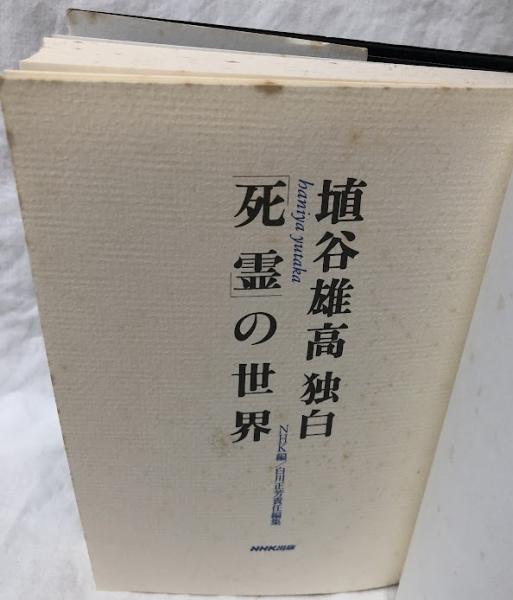 埴谷雄高 独白
haniya yutaka
「死霊」の世界
NHK編/白川正芳責任編集
NHK出版